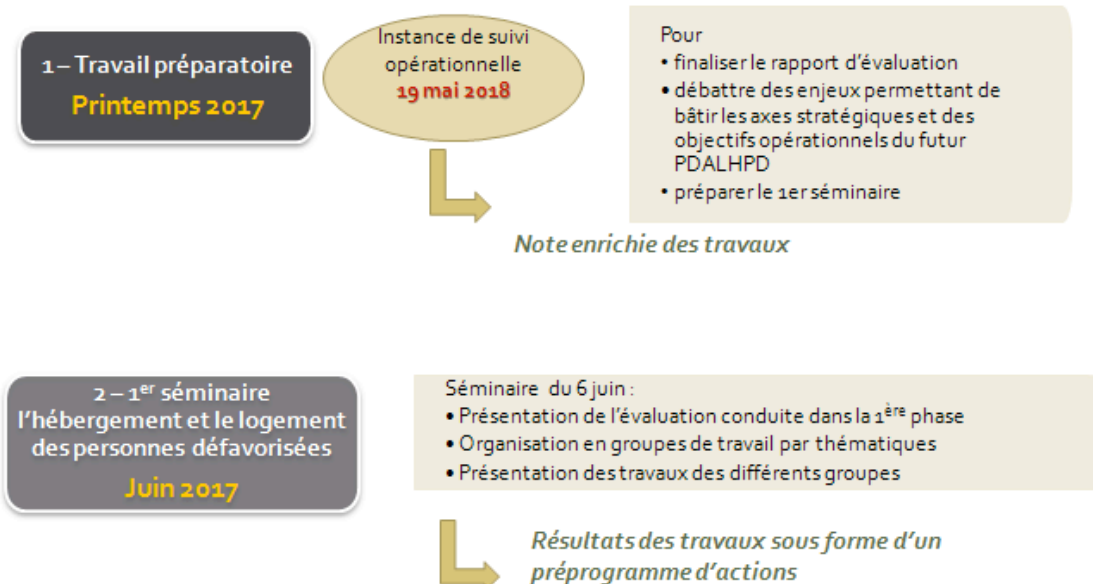 1 – Travail préparatoire
Printemps 2017
Instance de suivi
opérationnelle
19 mai 2018
Pour
• finaliser le rapport d'évaluation
• débattre des enjeux permettant de
bâtir les axes stratégiques et des
objectifs opérationnels du futur
PDALHPD
• préparer le 1er séminaire
Note enrichie des travaux
2 – 1er séminaire
l'hébergement et le logement
des personnes défavorisées
Juin 2017
Séminaire du 6 juin :
• Présentation de l'évaluation conduite dans la 1ère phase
• Organisation en groupes de travail par thématiques
• Présentation des travaux des différents groupes
Résultats des travaux sous forme d'un
préprogramme d'actions